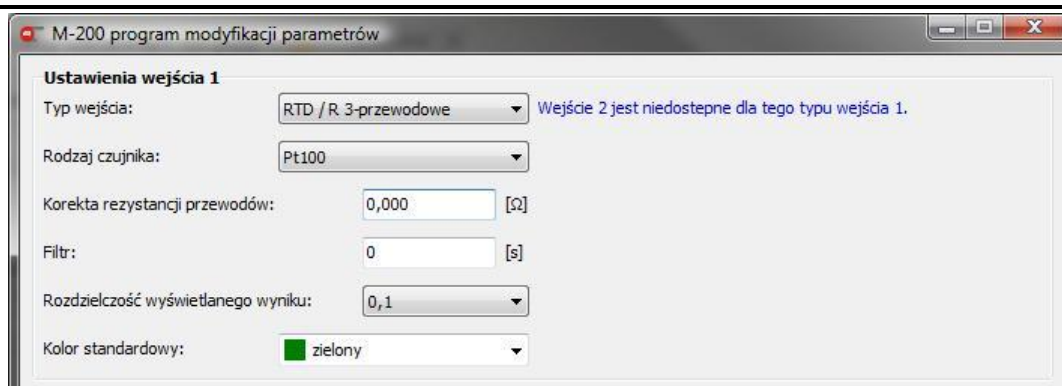 M-200 program modyfikacji parametrów
Ustawienia wejścia 1
Typ wejścia: RTD / R 3-przewodowe Wejście 2 jest niedostepne dla tego typu wejścia 1.
Rodzaj czujnika: Pt100
Korekta rezystancji przewodów: 0,000 [Ω]
Filtr: 0 [s]
Rozdzielczość wyświetlanego wyniku: 0,1
Kolor standardowy: zielony